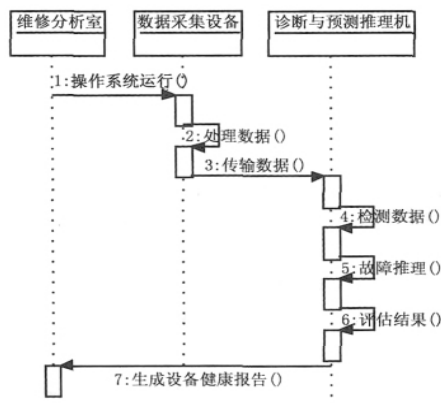 维修分析室 数据采集设备 诊断与预测推理机
1:操作系统运行()
2:处理数据()
3:传输数据()
4:检测数据()
5:故障推理()
6:评估结果()
7:生成设备健康报告()